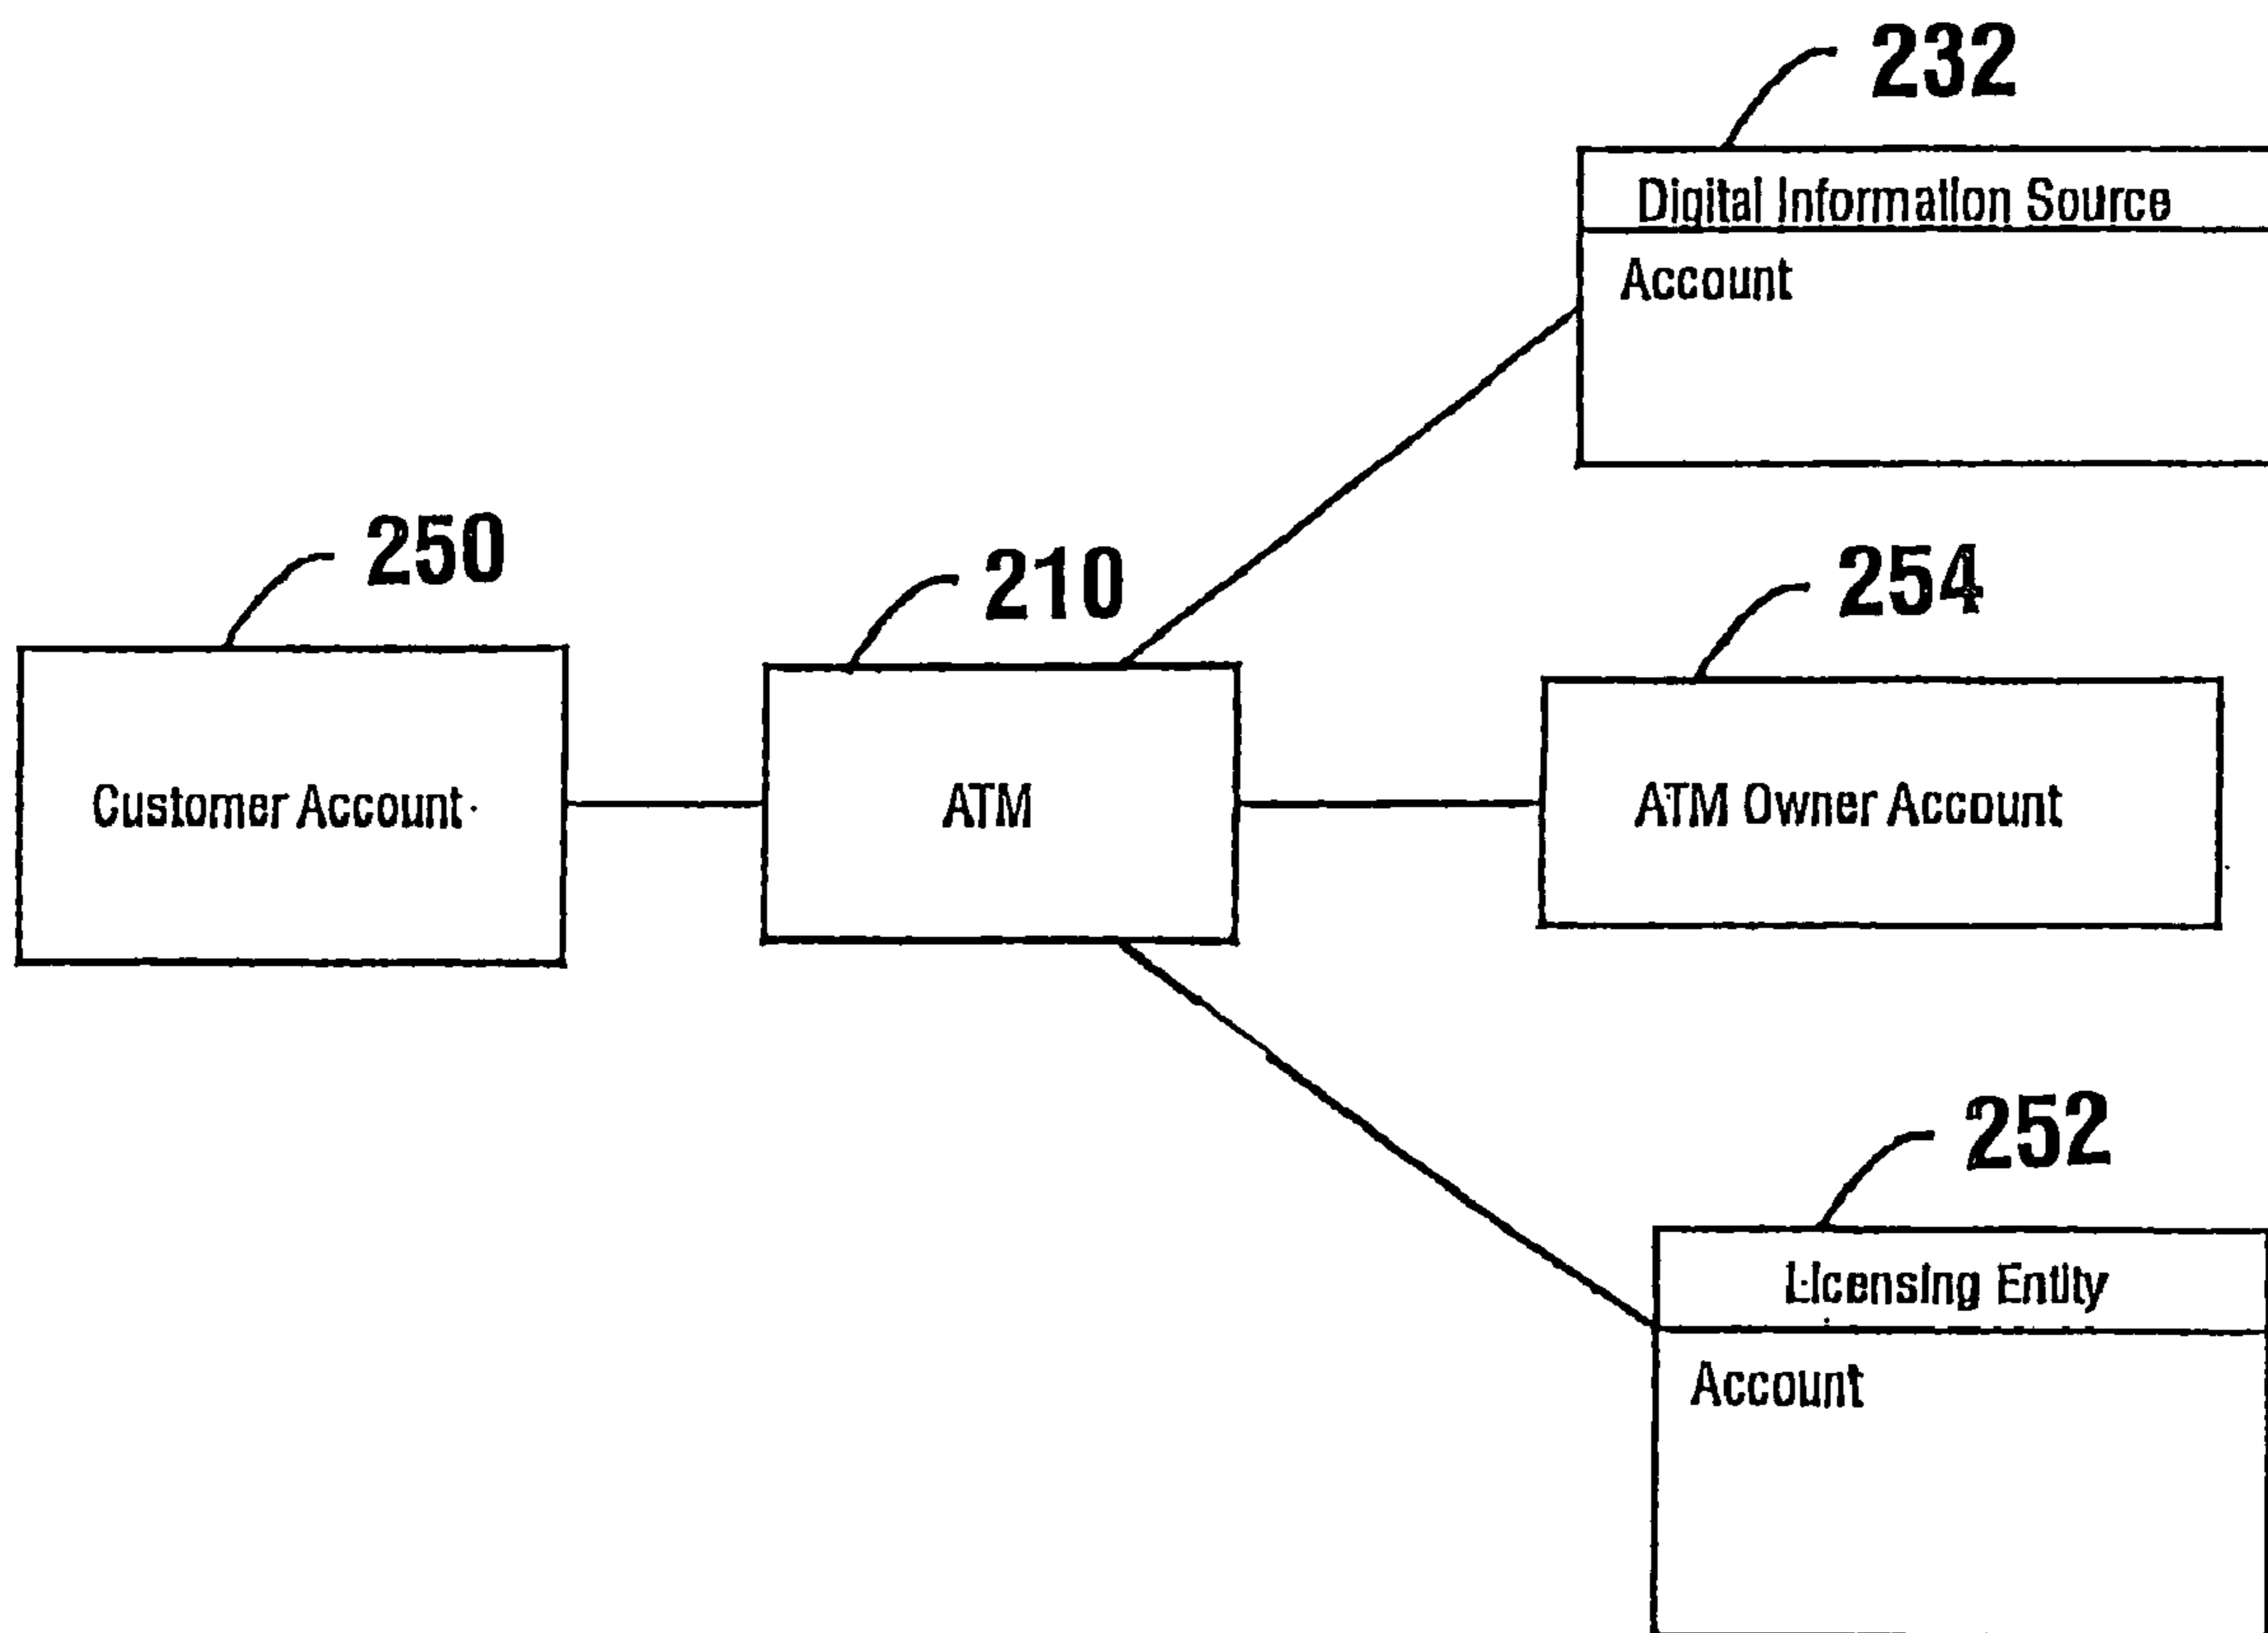 232
Digital Information Source
Account
250
210
254
Customer Account
ATM
ATM Owner Account
252
Licensing Entity
Account